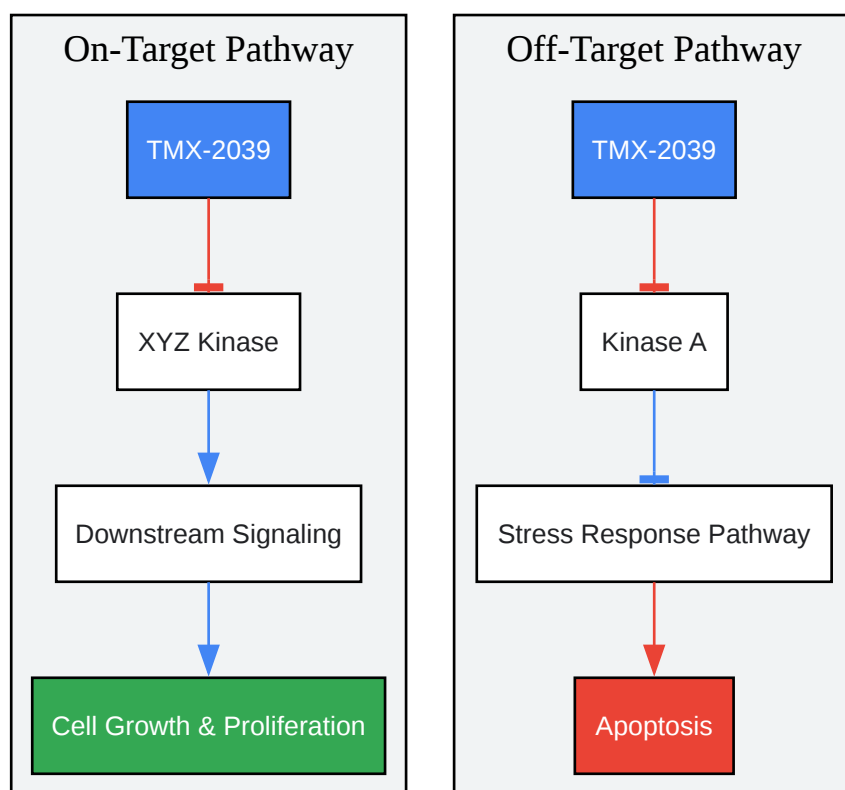 On-Target Pathway
TMX-2039
XYZ Kinase
Downstream Signaling
Cell Growth & Proliferation
Off-Target Pathway
TMX-2039
Kinase A
Stress Response Pathway
Apoptosis